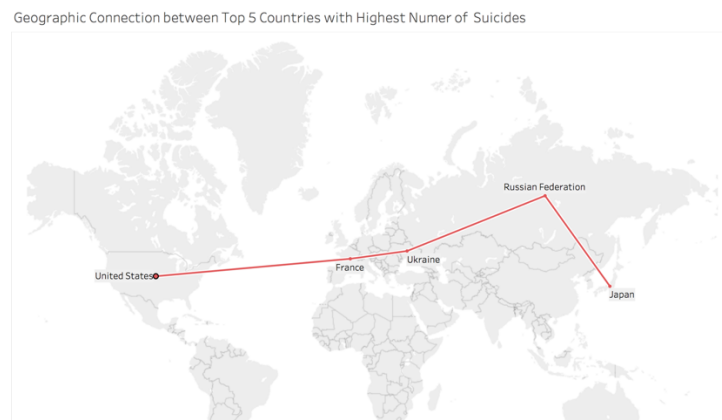 Geographic Connection between Top 5 Countries with Highest Numer of  Suicides
Russian Federation
Ukraine
France
United States
Japan